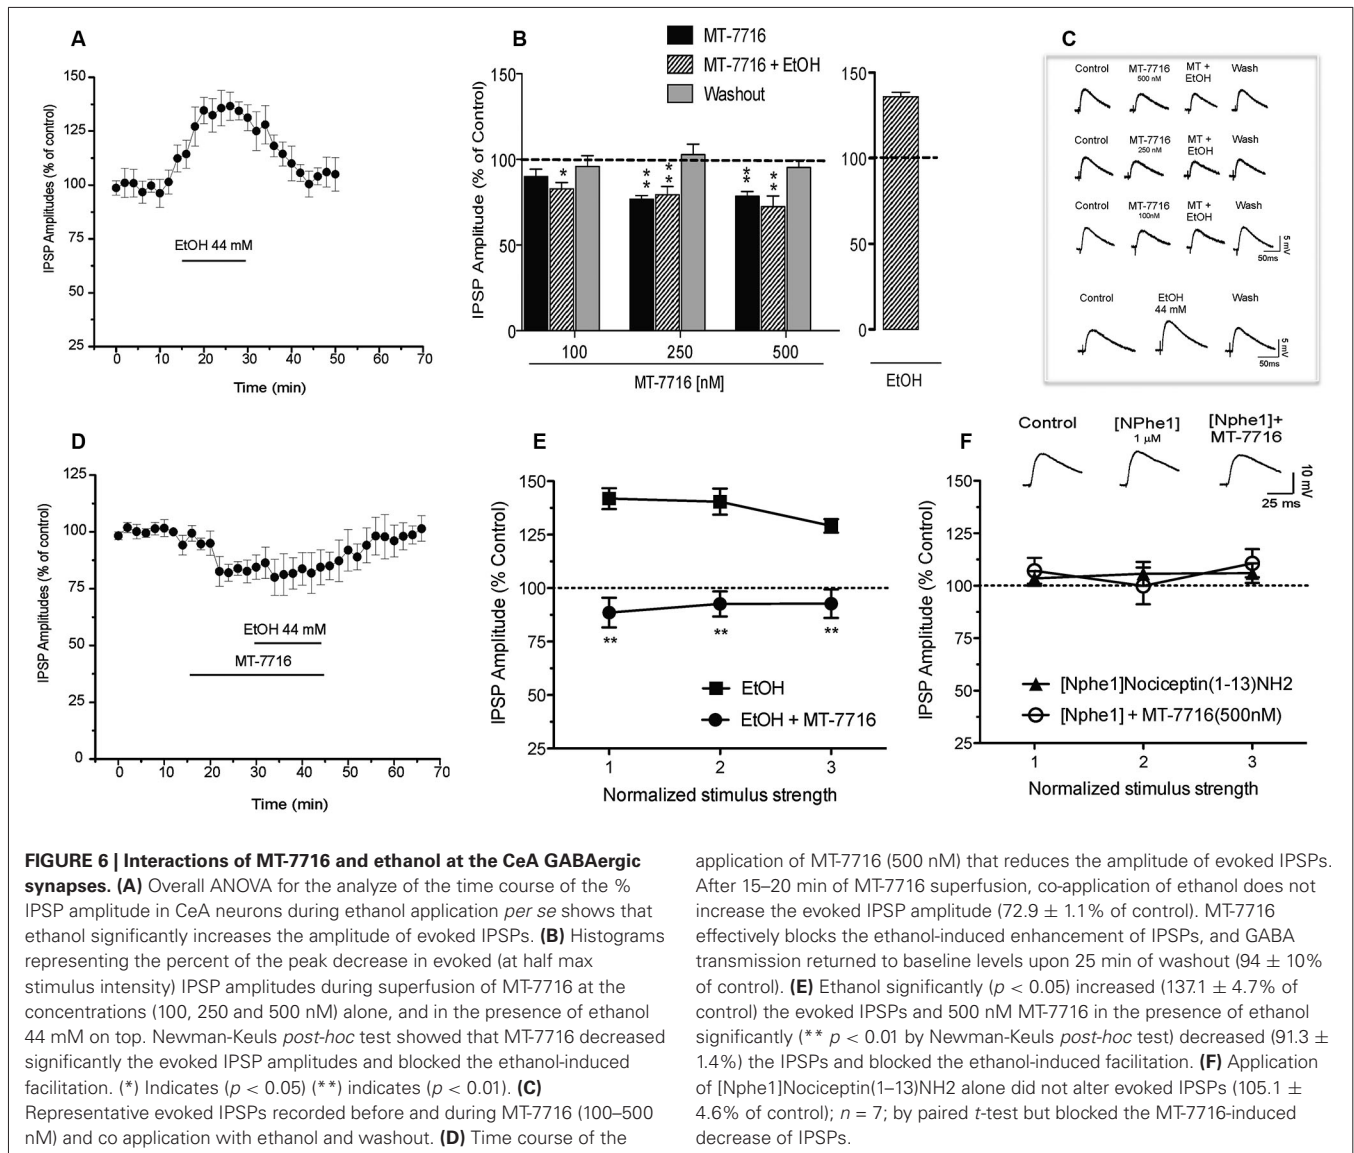 A
150
125
100
75
50
25
IPSP Amplitudes (% of control)
EtOH 44 mM
0 10 20 30 40 50 60 70
Time (min)
B
MT-7716
MT-7716 + EtOH
Washout
150
100
50
0
IPSP Amplitude (% of Control)
*
**
**
**
**
100 250 500
MT-7716 [nM]
150
100
50
0
EtOH
C
Control MT-7716 500 nM MT + EtOH Wash
Control MT-7716 250 nM MT + EtOH Wash
Control MT-7716 100nM MT + EtOH Wash
5 mV
50ms
Control EtOH 44 mM Wash
5 mV
50ms
D
125
100
75
50
25
0
IPSP Amplitudes (% of control)
EtOH 44 mM
MT-7716
0 10 20 30 40 50 60 70
Time (min)
E
150
125
100
75
50
25
IPSP Amplitude (% Control)
** ** **
EtOH
EtOH + MT-7716
1 2 3
Normalized stimulus strength
F
Control [NPhe1] 1 µM [Nphe1]+ MT-7716
10 mV
25 ms
150
125
100
75
50
25
IPSP Amplitude (% Control)
[Nphe1]Nociceptin(1-13)NH2
[Nphe1] + MT-7716(500nM)
1 2 3
Normalized stimulus strength
FIGURE 6 | Interactions of MT-7716 and ethanol at the CeA GABAergic
synapses. (A) Overall ANOVA for the analyze of the time course of the %
IPSP amplitude in CeA neurons during ethanol application per se shows that
ethanol significantly increases the amplitude of evoked IPSPs. (B) Histograms
representing the percent of the peak decrease in evoked (at half max
stimulus intensity) IPSP amplitudes during superfusion of MT-7716 at the
concentrations (100, 250 and 500 nM) alone, and in the presence of ethanol
44 mM on top. Newman-Keuls post-hoc test showed that MT-7716 decreased
significantly the evoked IPSP amplitudes and blocked the ethanol-induced
facilitation. (*) Indicates (p < 0.05) (**) indicates (p < 0.01). (C)
Representative evoked IPSPs recorded before and during MT-7716 (100–500
nM) and co application with ethanol and washout. (D) Time course of the
application of MT-7716 (500 nM) that reduces the amplitude of evoked IPSPs.
After 15–20 min of MT-7716 superfusion, co-application of ethanol does not
increase the evoked IPSP amplitude (72.9 ± 1.1% of control). MT-7716
effectively blocks the ethanol-induced enhancement of IPSPs, and GABA
transmission returned to baseline levels upon 25 min of washout (94 ± 10%
of control). (E) Ethanol significantly (p < 0.05) increased (137.1 ± 4.7% of
control) the evoked IPSPs and 500 nM MT-7716 in the presence of ethanol
significantly (** p < 0.01 by Newman-Keuls post-hoc test) decreased (91.3 ±
1.4%) the IPSPs and blocked the ethanol-induced facilitation. (F) Application
of [Nphe1]Nociceptin(1–13)NH2 alone did not alter evoked IPSPs (105.1 ±
4.6% of control); n = 7; by paired t-test but blocked the MT-7716-induced
decrease of IPSPs.